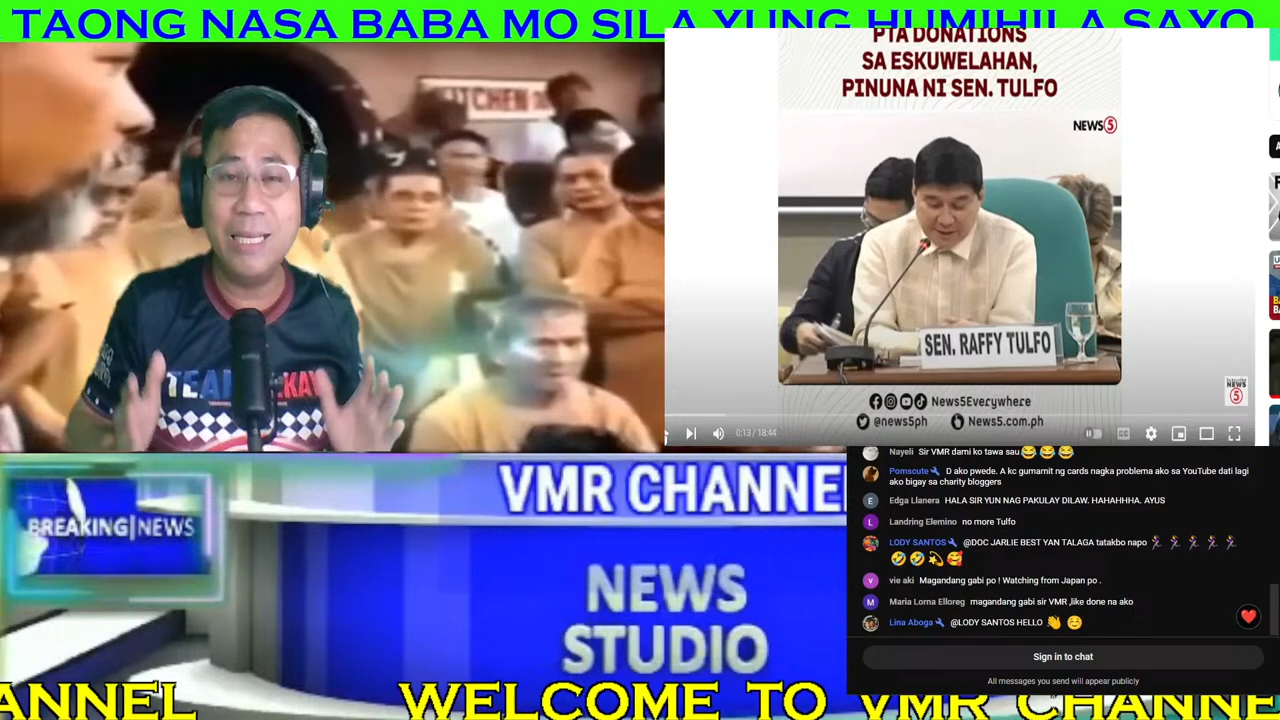 TAONG NASA BABA MO SILA YUNG HUMIHILA SAYO
PTA DONATIONS
SA ESKUWELAHAN,
PINUNA NI SEN. TULFO
NEWS5
SEN. RAFFY TULFO
NEWS 5
News5Everywhere
@news5ph News5.com.ph
0:13 / 18:44
BREAKING|NEWS
VMR CHANNEL
NEWS
STUDIO
Nayeli Sir VMR dami ko tawa sau 😂 😂 😂
Pomscute D ako pwede. A kc gumamit ng cards nagka problema ako sa YouTube dati lagi
ako bigay sa charity bloggers
Edga Llanera HALA SIR YUN NAG PAKULAY DILAW. HAHAHHHA. AYUS
Landring Elemino no more Tulfo
LODY SANTOS @DOC JARLIE BEST YAN TALAGA tatakbo napo 🏃‍♀️ 🏃‍♀️ 🏃‍♀️ 🏃‍♀️ 🏃‍♀️
🤣 🤣 💫 🥰
vie aki Magandang gabi po ! Watching from Japan po .
Maria Lorna Elloreg magandang gabi sir VMR ,like done na ako
Lina Aboga @LODY SANTOS HELLO 👋 ☺️
Sign in to chat
All messages you send will appear publicly
ANNEL WELCOME TO VMR CHANNE